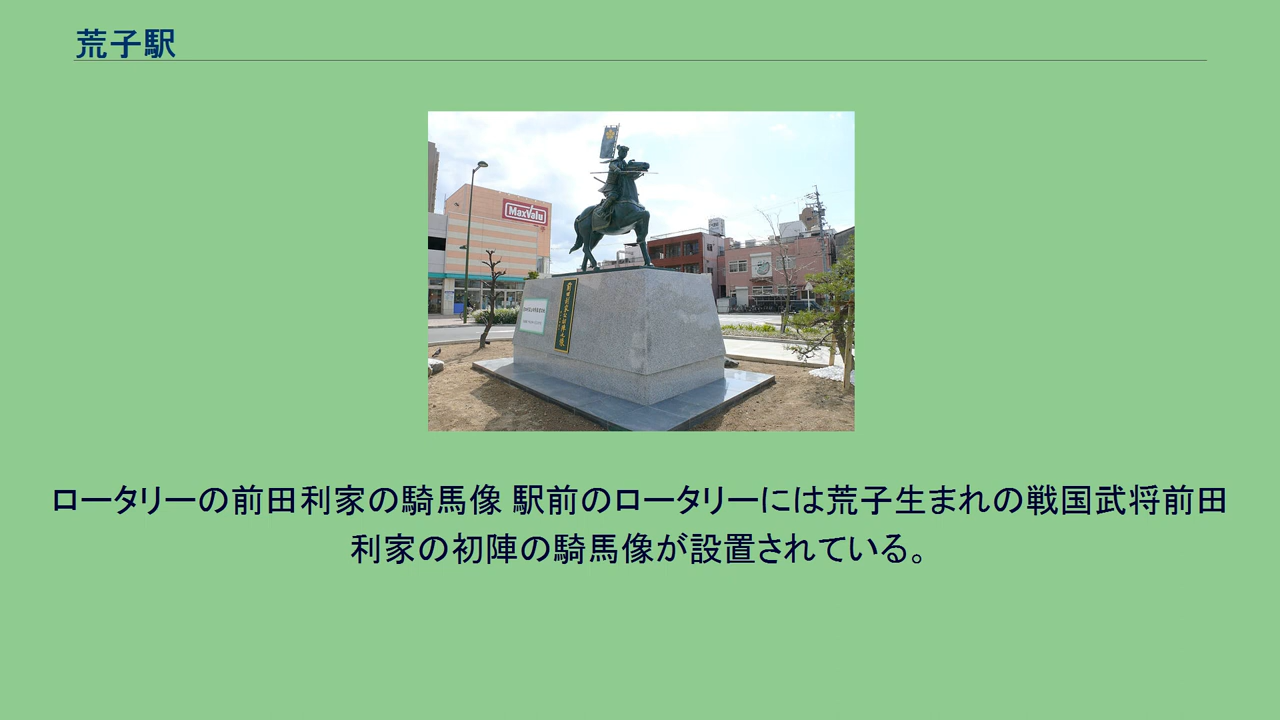 荒子駅
MaxValu
ロータリーの前田利家の騎馬像 駅前のロータリーには荒子生まれの戦国武将前田
利家の初陣の騎馬像が設置されている。